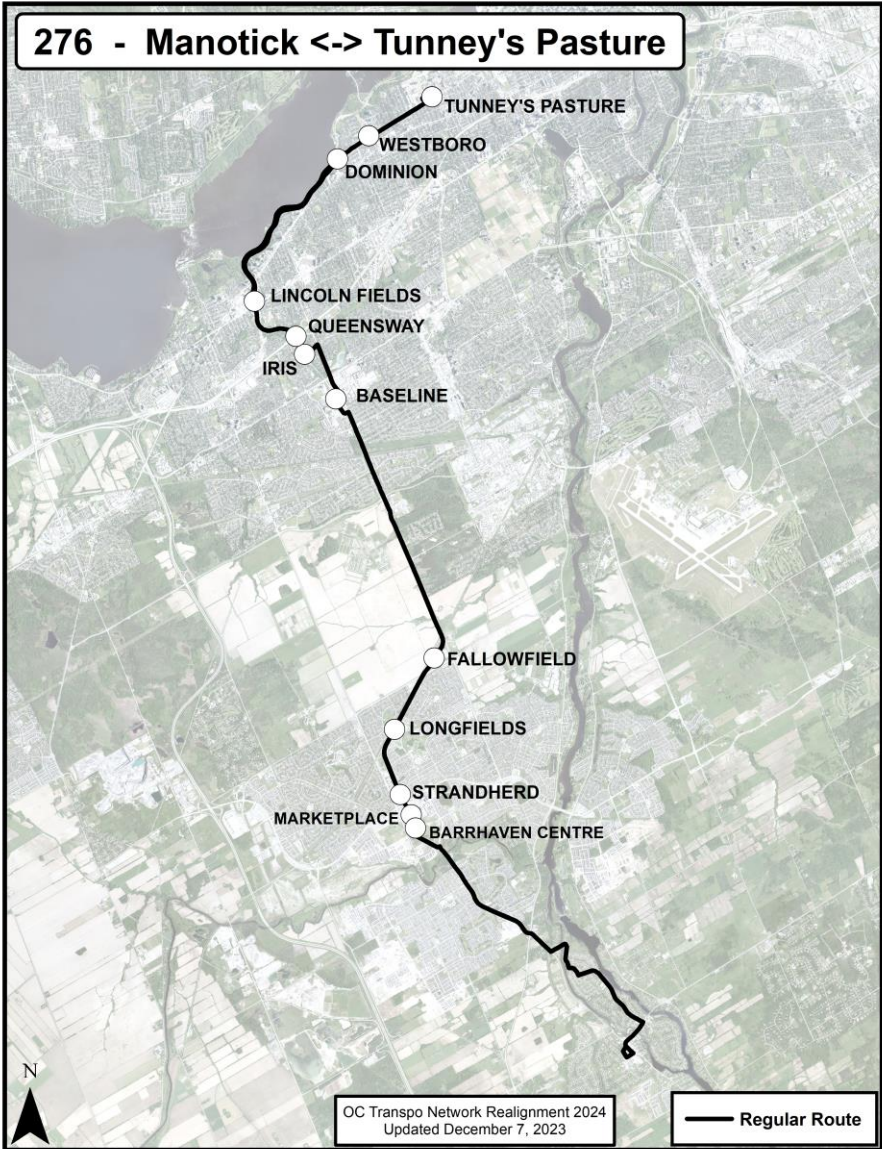 276 - Manotick <-> Tunney's Pasture
TUNNEY'S PASTURE
WESTBORO
DOMINION
LINCOLN FIELDS
QUEENSWAY
IRIS
BASELINE
FALLOWFIELD
LONGFIELDS
STRANDHERD
MARKETPLACE
BARRHAVEN CENTRE
N
OC Transpo Network Realignment 2024
Updated December 7, 2023
Regular Route